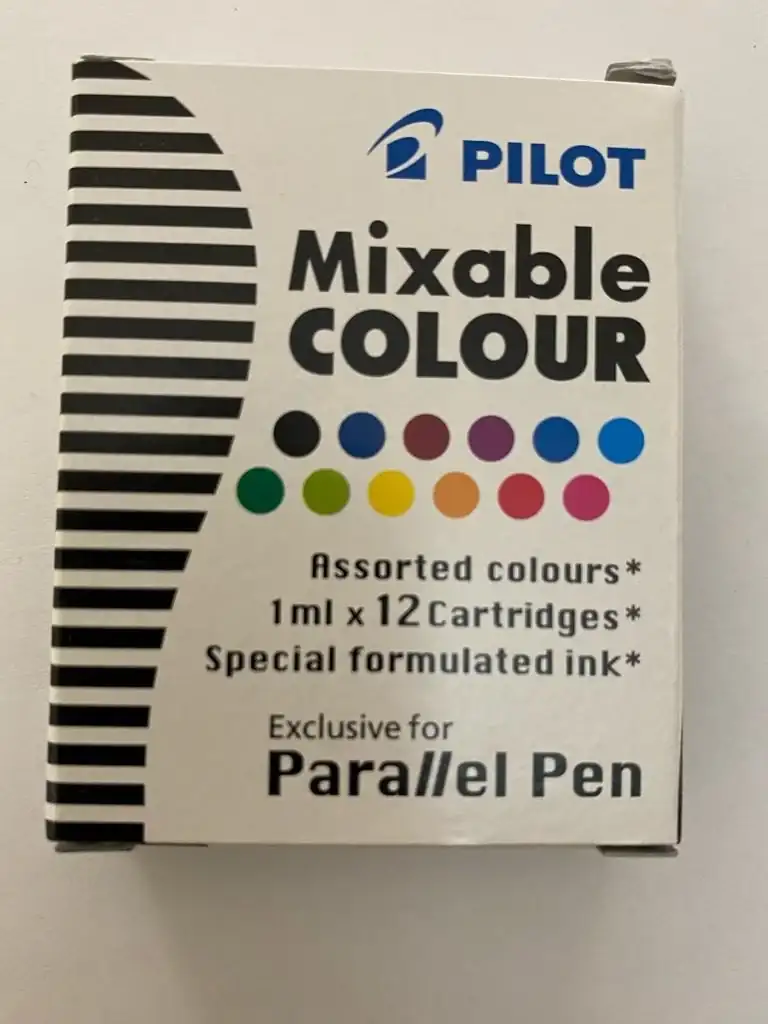 PILOT
Mixable
COLOUR
Assorted colours*
1ml x 12 Cartridges*
Special formulated ink*
Exclusive for
Parallel Pen